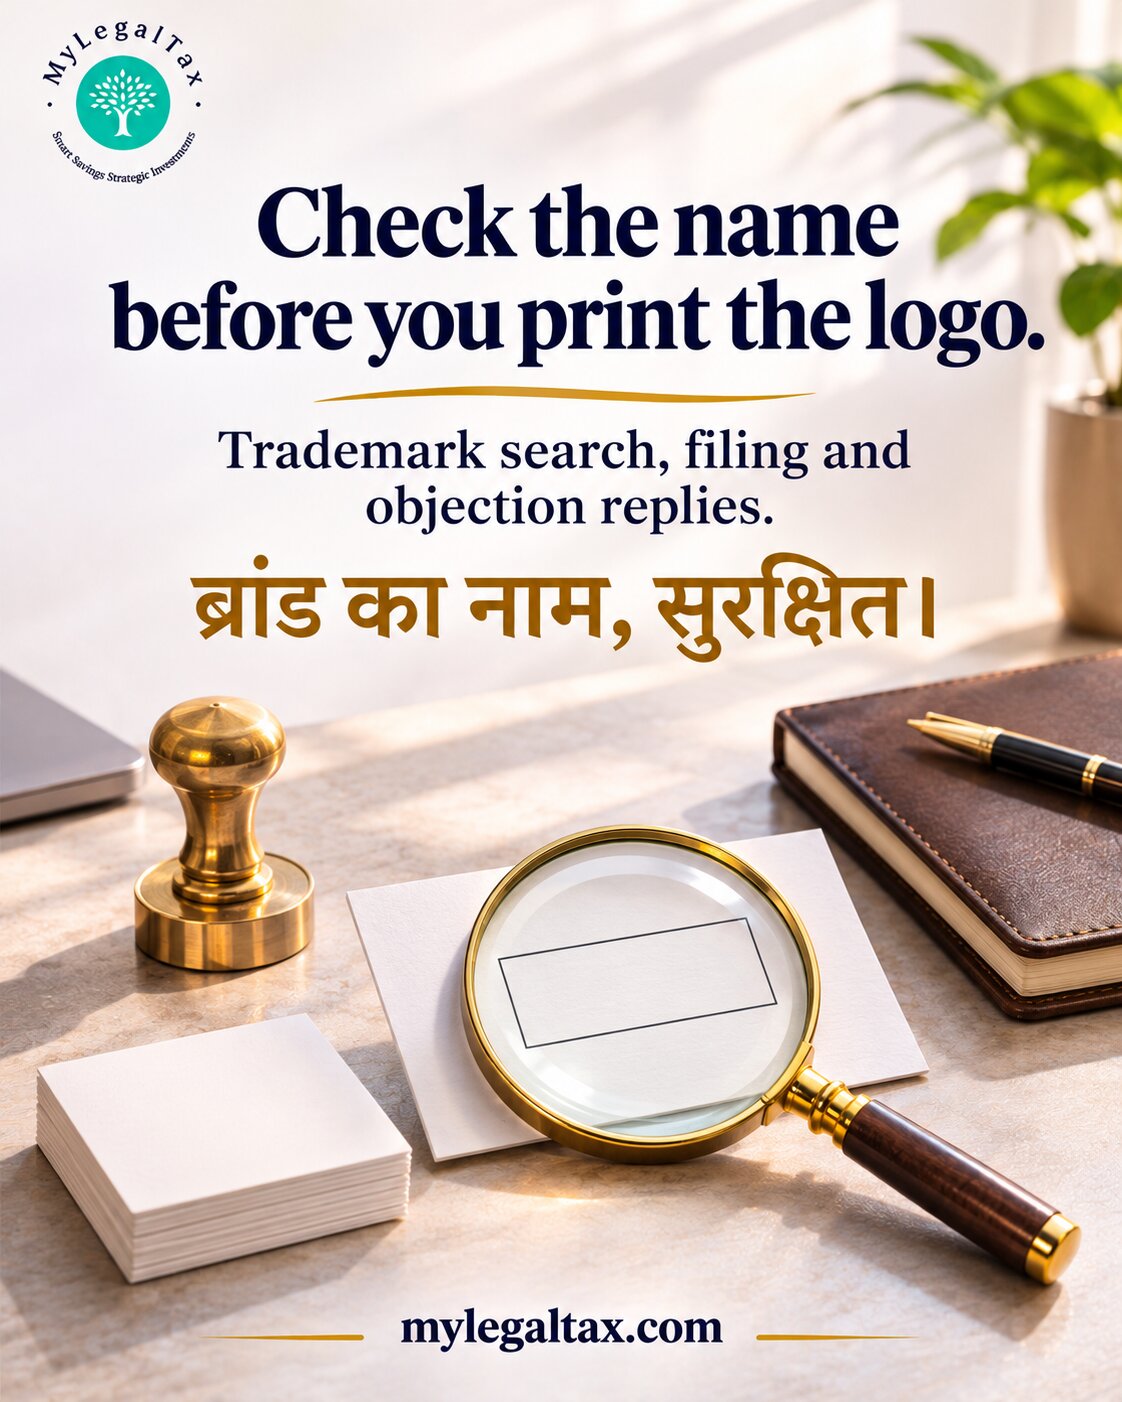 MyLegalTax
Smart Savings Strategic Investments
Check the name
before you print the logo.
Trademark search, filing and
objection replies.
ब्रांड का नाम, सुरक्षित।
mylegaltax.com